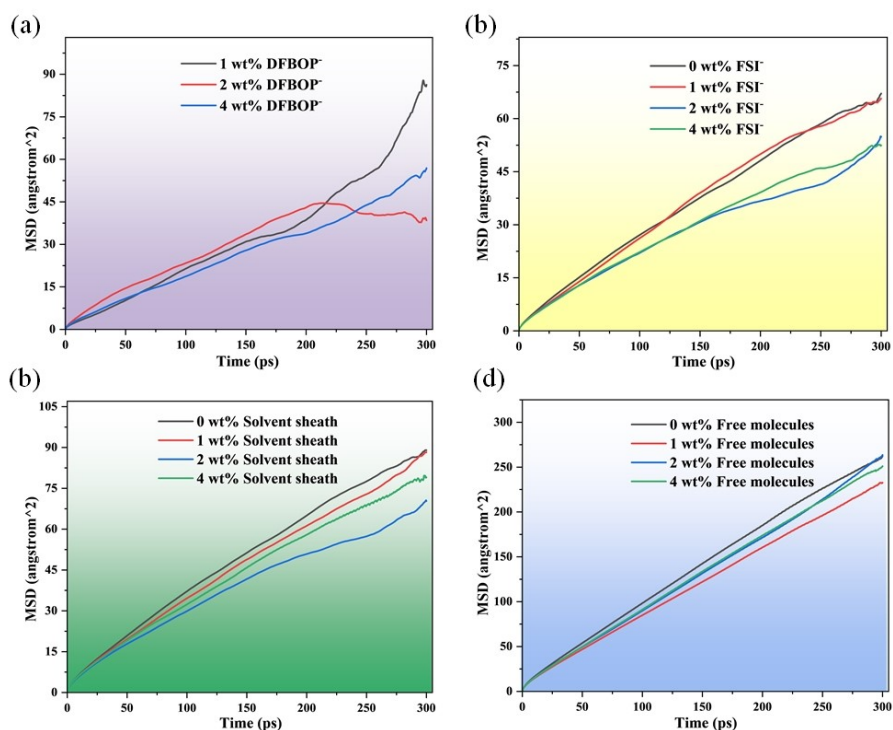 (a)
1 wt% DFBOP⁻
2 wt% DFBOP⁻
4 wt% DFBOP⁻
MSD (angstrom^2)
90
75
60
45
30
15
0
0 50 100 150 200 250 300
Time (ps)
(b)
0 wt% FSI⁻
1 wt% FSI⁻
2 wt% FSI⁻
4 wt% FSI⁻
MSD (angstrom^2)
75
60
45
30
15
0
0 50 100 150 200 250 300
Time (ps)
(b)
0 wt% Solvent sheath
1 wt% Solvent sheath
2 wt% Solvent sheath
4 wt% Solvent sheath
MSD (angstrom^2)
105
90
75
60
45
30
15
0
0 50 100 150 200 250 300
Time (ps)
(d)
0 wt% Free molecules
1 wt% Free molecules
2 wt% Free molecules
4 wt% Free molecules
MSD (angstrom^2)
300
250
200
150
100
50
0
0 50 100 150 200 250 300
Time (ps)